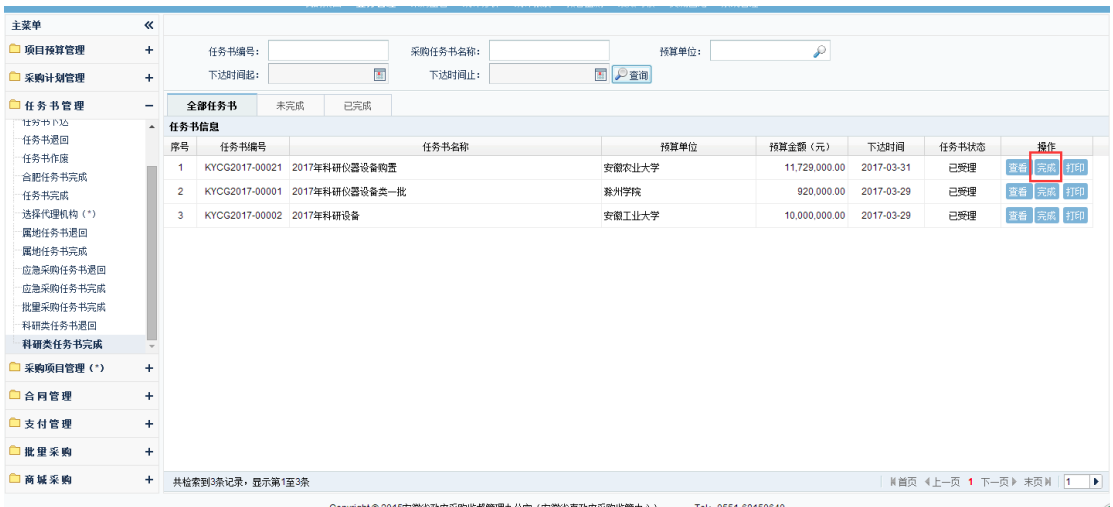 主菜单 «
项目预算管理 +
采购计划管理 +
任务书管理 −
任务书下达
任务书退回
任务书作废
合肥任务书完成
任务书完成
选择代理机构 (*)
属地任务书退回
属地任务书完成
应急采购任务书退回
应急采购任务书完成
批量采购任务书完成
科研类任务书退回
科研类任务书完成
采购项目管理 (*) +
合同管理 +
支付管理 +
批里采购 +
商城采购 +
任务书编号: 采购任务书名称: 预算单位:
下达时间起: 下达时间止: 查询
全部任务书 未完成 已完成
任务书信息
序号 任务书编号 任务书名称 预算单位 预算金额 (元) 下达时间 任务书状态 操作
1 KYCG2017-00021 2017年科研仪器设备购置 安徽农业大学 11,729,000.00 2017-03-31 已受理 查看 完成 打印
2 KYCG2017-00001 2017年科研仪器设备类一批 滁州学院 920,000.00 2017-03-29 已受理 查看 完成 打印
3 KYCG2017-00002 2017年科研设备 安徽工业大学 10,000,000.00 2017-03-29 已受理 查看 完成 打印
共检索到3条记录，显示第1至3条 首页 上一页 1 下一页 末页 1